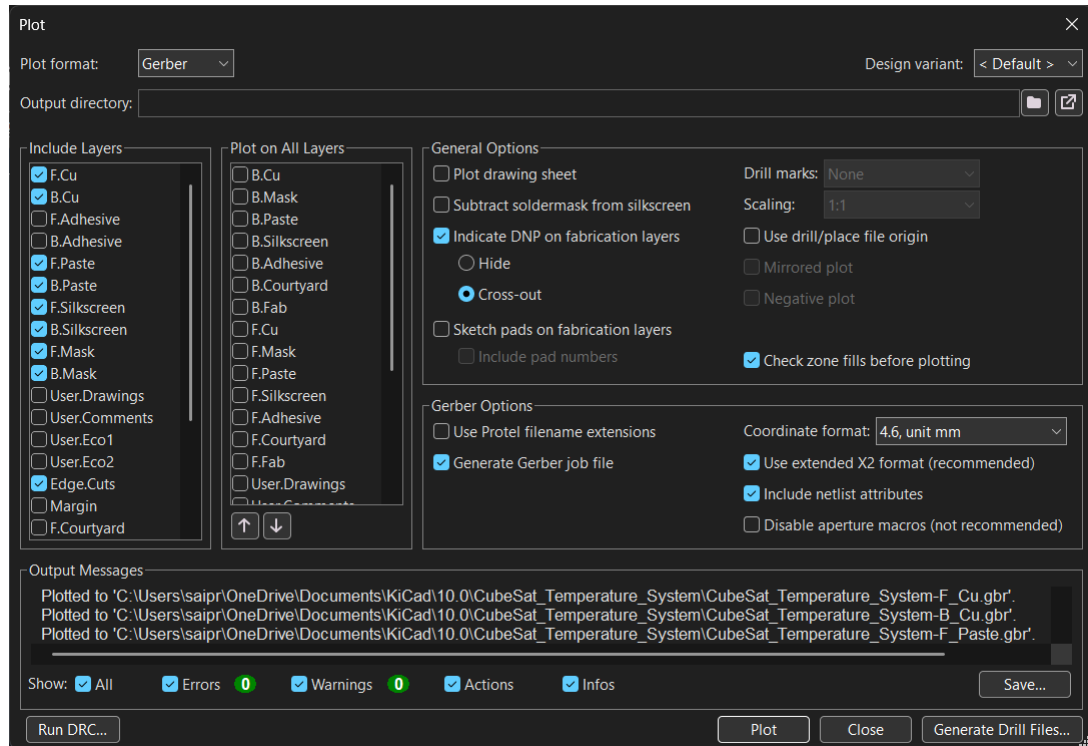 Plot
Plot format: Gerber Design variant: < Default >
Output directory:
Include Layers
F.Cu
B.Cu
F.Adhesive
B.Adhesive
F.Paste
B.Paste
F.Silkscreen
B.Silkscreen
F.Mask
B.Mask
User.Drawings
User.Comments
User.Eco1
User.Eco2
Edge.Cuts
Margin
F.Courtyard
Plot on All Layers
B.Cu
B.Mask
B.Paste
B.Silkscreen
B.Adhesive
B.Courtyard
B.Fab
F.Cu
F.Mask
F.Paste
F.Silkscreen
F.Adhesive
F.Courtyard
F.Fab
User.Drawings
General Options
Plot drawing sheet
Subtract soldermask from silkscreen
Indicate DNP on fabrication layers
Hide
Cross-out
Sketch pads on fabrication layers
Include pad numbers
Drill marks: None
Scaling: 1:1
Use drill/place file origin
Mirrored plot
Negative plot
Check zone fills before plotting
Gerber Options
Use Protel filename extensions
Generate Gerber job file
Coordinate format: 4.6, unit mm
Use extended X2 format (recommended)
Include netlist attributes
Disable aperture macros (not recommended)
Output Messages
Plotted to 'C:\Users\saipr\OneDrive\Documents\KiCad\10.0\CubeSat_Temperature_System\CubeSat_Temperature_System-F_Cu.gbr'.
Plotted to 'C:\Users\saipr\OneDrive\Documents\KiCad\10.0\CubeSat_Temperature_System\CubeSat_Temperature_System-B_Cu.gbr'.
Plotted to 'C:\Users\saipr\OneDrive\Documents\KiCad\10.0\CubeSat_Temperature_System\CubeSat_Temperature_System-F_Paste.gbr'.
Show: All Errors 0 Warnings 0 Actions Infos Save...
Run DRC... Plot Close Generate Drill Files...